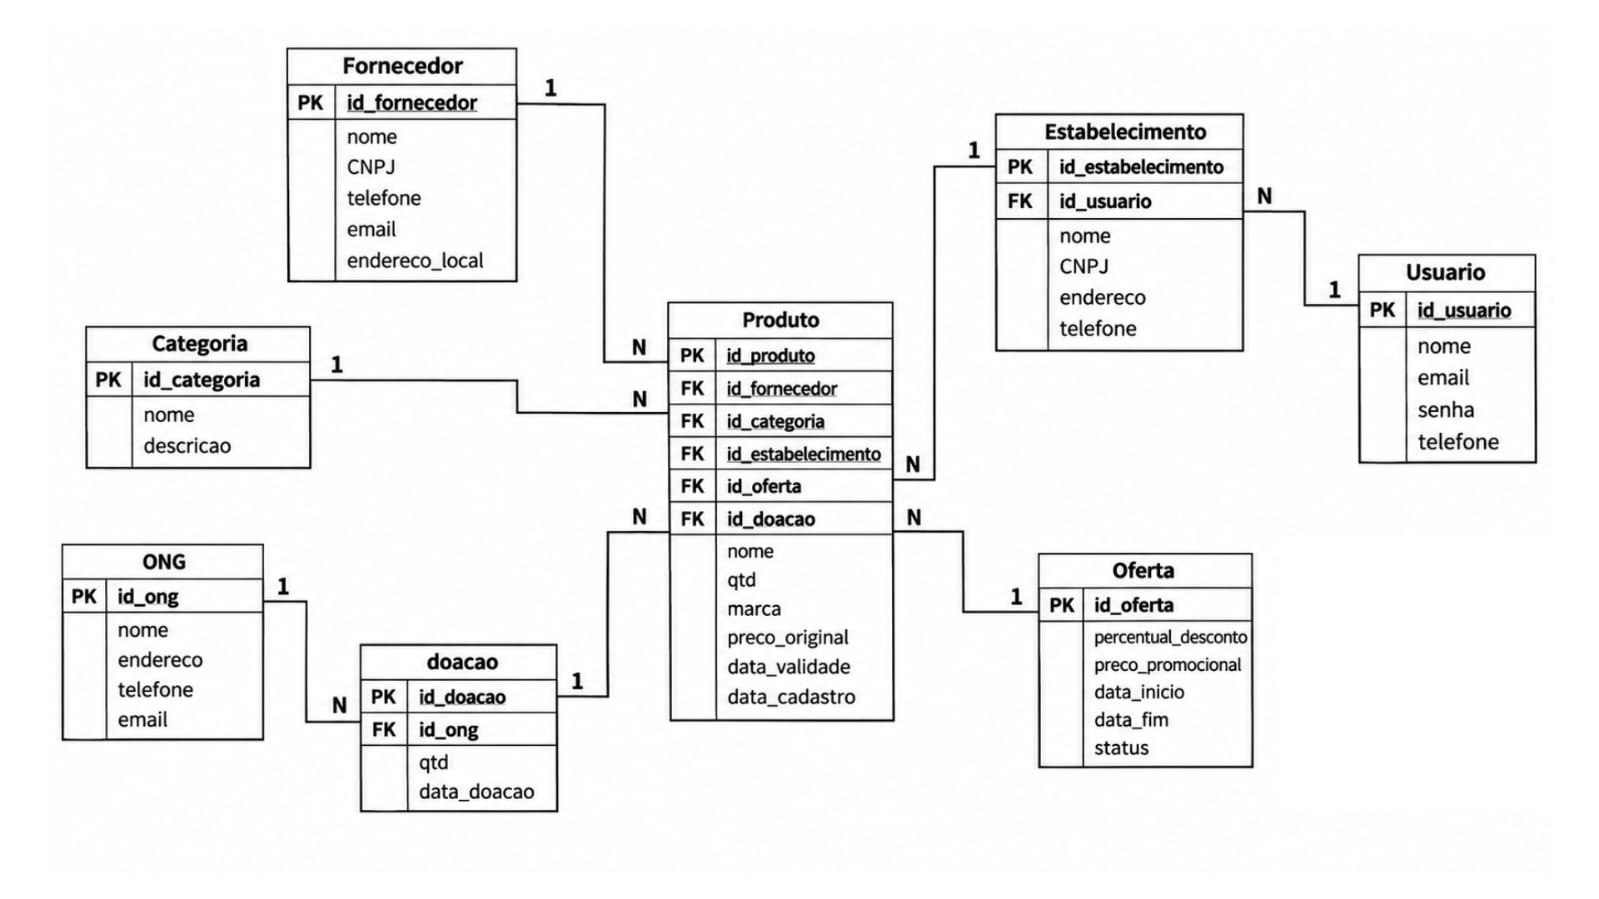 Fornecedor
PK id_fornecedor
nome
CNPJ
telefone
email
endereco_local
1
N
Categoria
PK id_categoria
nome
descricao
1
N
ONG
PK id_ong
nome
endereco
telefone
email
1
N
doacao
PK id_doacao
FK id_ong
qtd
data_doacao
1
N
Produto
PK id_produto
FK id_fornecedor
FK id_categoria
FK id_estabelecimento
FK id_oferta
FK id_doacao
nome
qtd
marca
preco_original
data_validade
data_cadastro
N
1
Estabelecimento
PK id_estabelecimento
FK id_usuario
nome
CNPJ
endereco
telefone
N
1
Usuario
PK id_usuario
nome
email
senha
telefone
N
1
Oferta
PK id_oferta
percentual_desconto
preco_promocional
data_inicio
data_fim
status